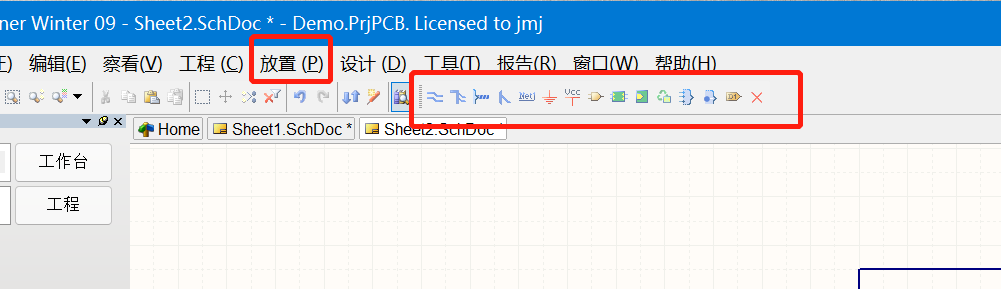 ner Winter 09 - Sheet2.SchDoc * - Demo.PrjPCB. Licensed to jmj
编辑(E) 察看(V) 工程 (C) 放置 (P) 设计 (D) 工具(T) 报告(R) 窗口(W) 帮助(H)
Net Vcc D1
Home Sheet1.SchDoc * Sheet2.SchDoc *
工作台
工程